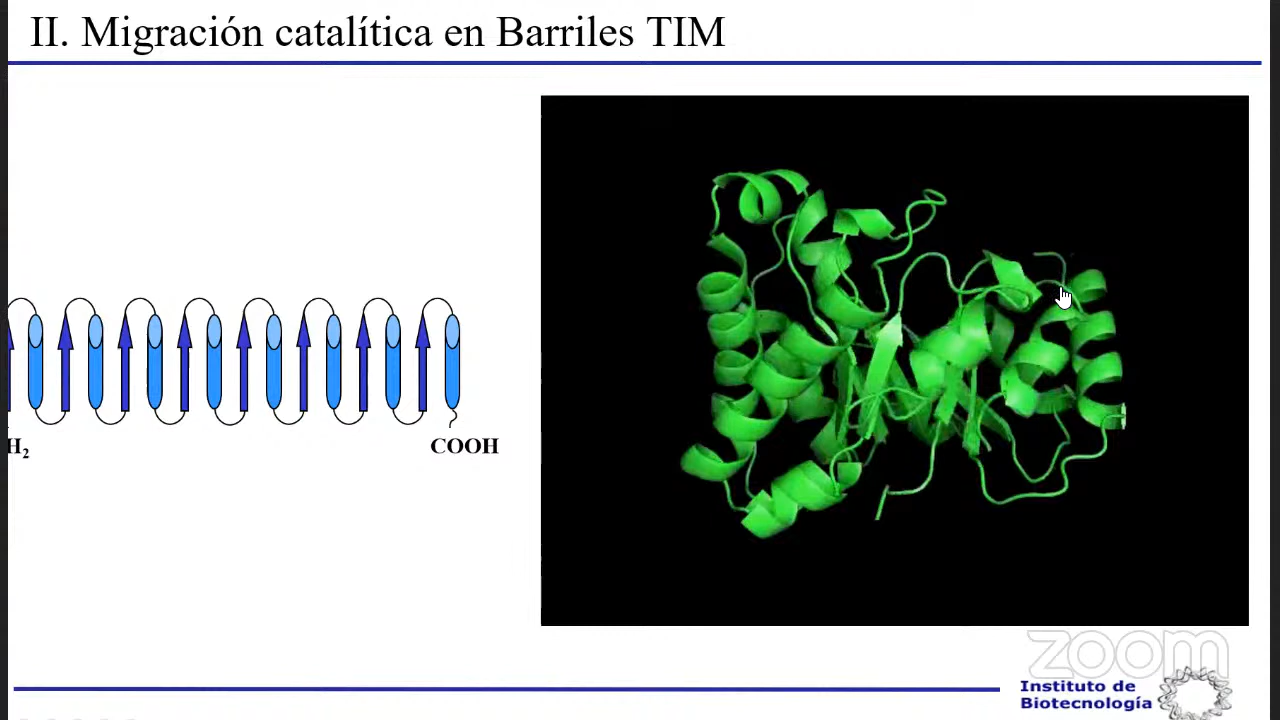 II. Migración catalítica en Barriles TIM
H₂
COOH
zoom
Instituto de
Biotecnología